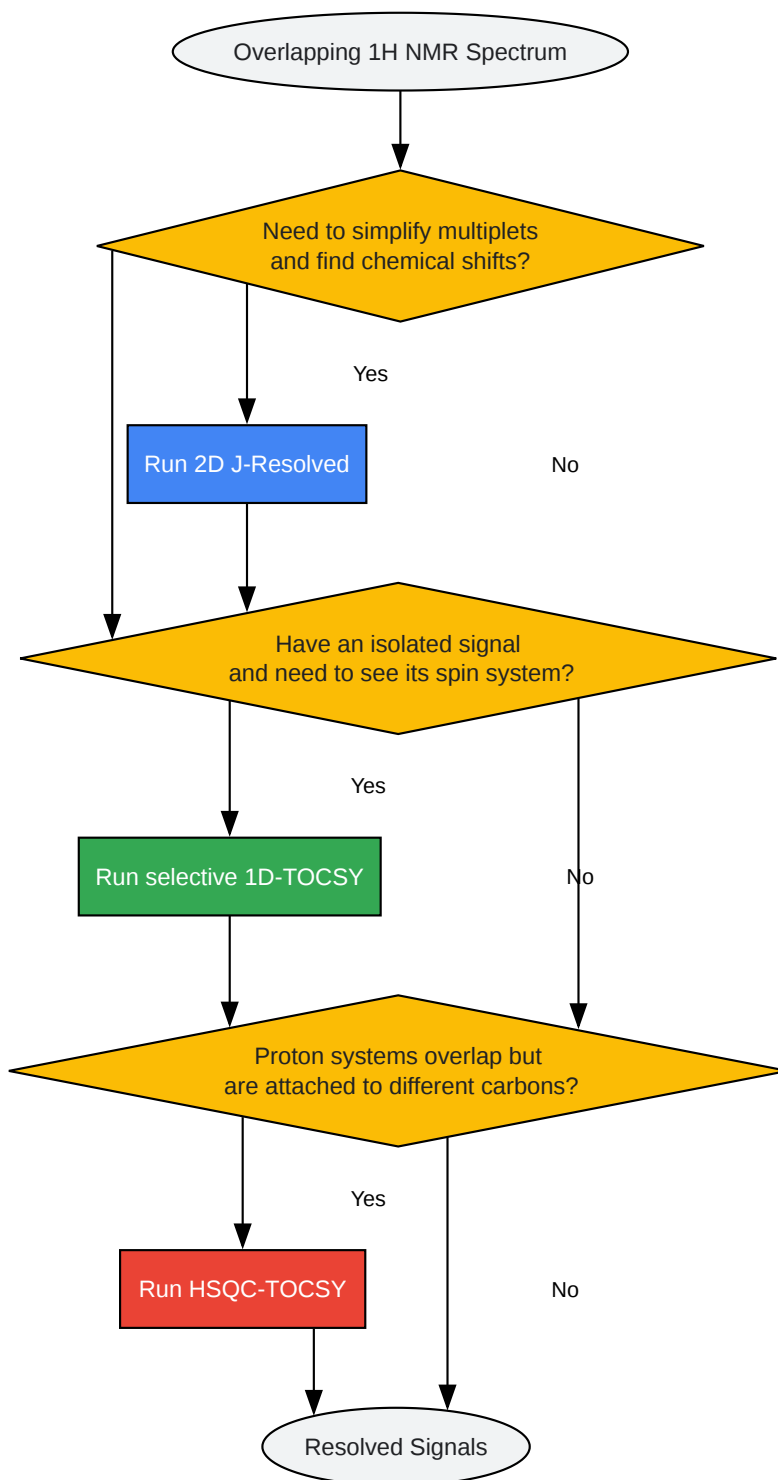 Overlapping 1H NMR Spectrum
Need to simplify multiplets
and find chemical shifts?
Yes
Run 2D J-Resolved
No
Have an isolated signal
and need to see its spin system?
Yes
Run selective 1D-TOCSY
No
Proton systems overlap but
are attached to different carbons?
Yes
Run HSQC-TOCSY
No
Resolved Signals